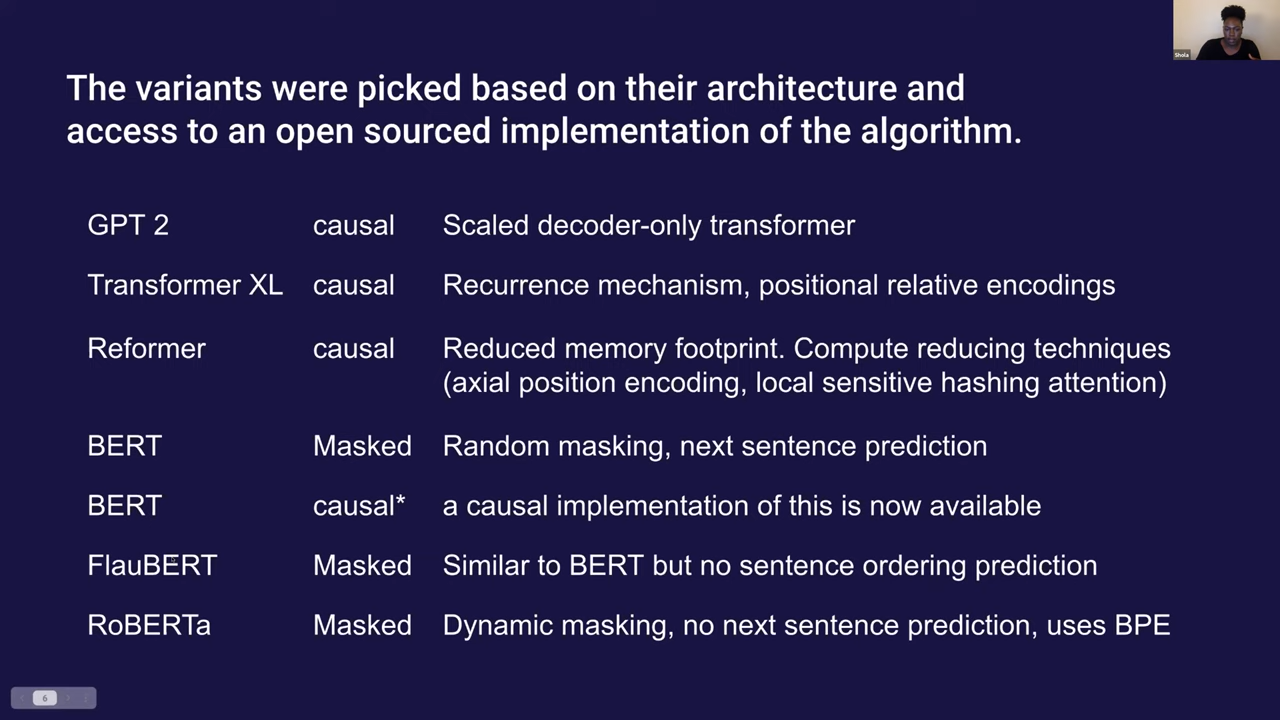 Shola
The variants were picked based on their architecture and
access to an open sourced implementation of the algorithm.
GPT 2 causal Scaled decoder-only transformer
Transformer XL causal Recurrence mechanism, positional relative encodings
Reformer causal Reduced memory footprint. Compute reducing techniques
(axial position encoding, local sensitive hashing attention)
BERT Masked Random masking, next sentence prediction
BERT causal* a causal implementation of this is now available
FlauBERT Masked Similar to BERT but no sentence ordering prediction
RoBERTa Masked Dynamic masking, no next sentence prediction, uses BPE
6